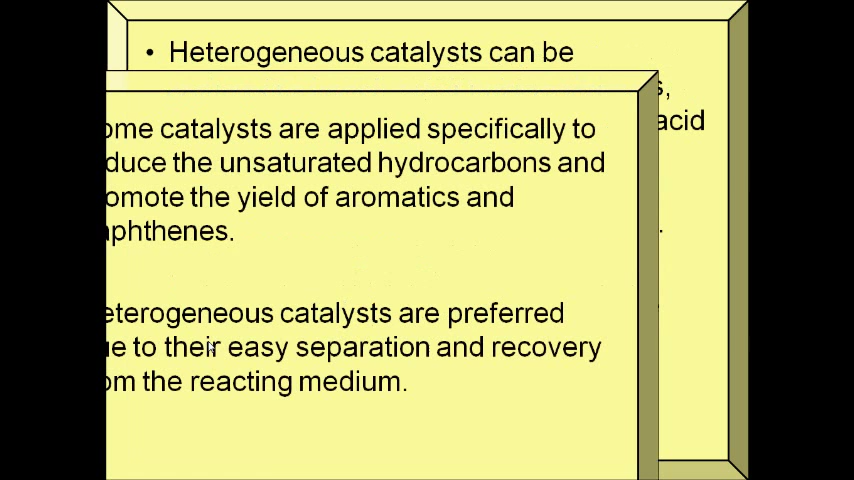 • Heterogeneous catalysts can be
s,
acid
ome catalysts are applied specifically to
duce the unsaturated hydrocarbons and
omote the yield of aromatics and
aphthenes.
eterogeneous catalysts are preferred
ue to their easy separation and recovery
om the reacting medium.